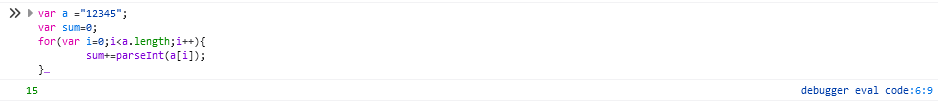 var a ="12345";
var sum=0;
for(var i=0;i<a.length;i++){
sum+=parseInt(a[i]);
}…
15 debugger eval code:6:9